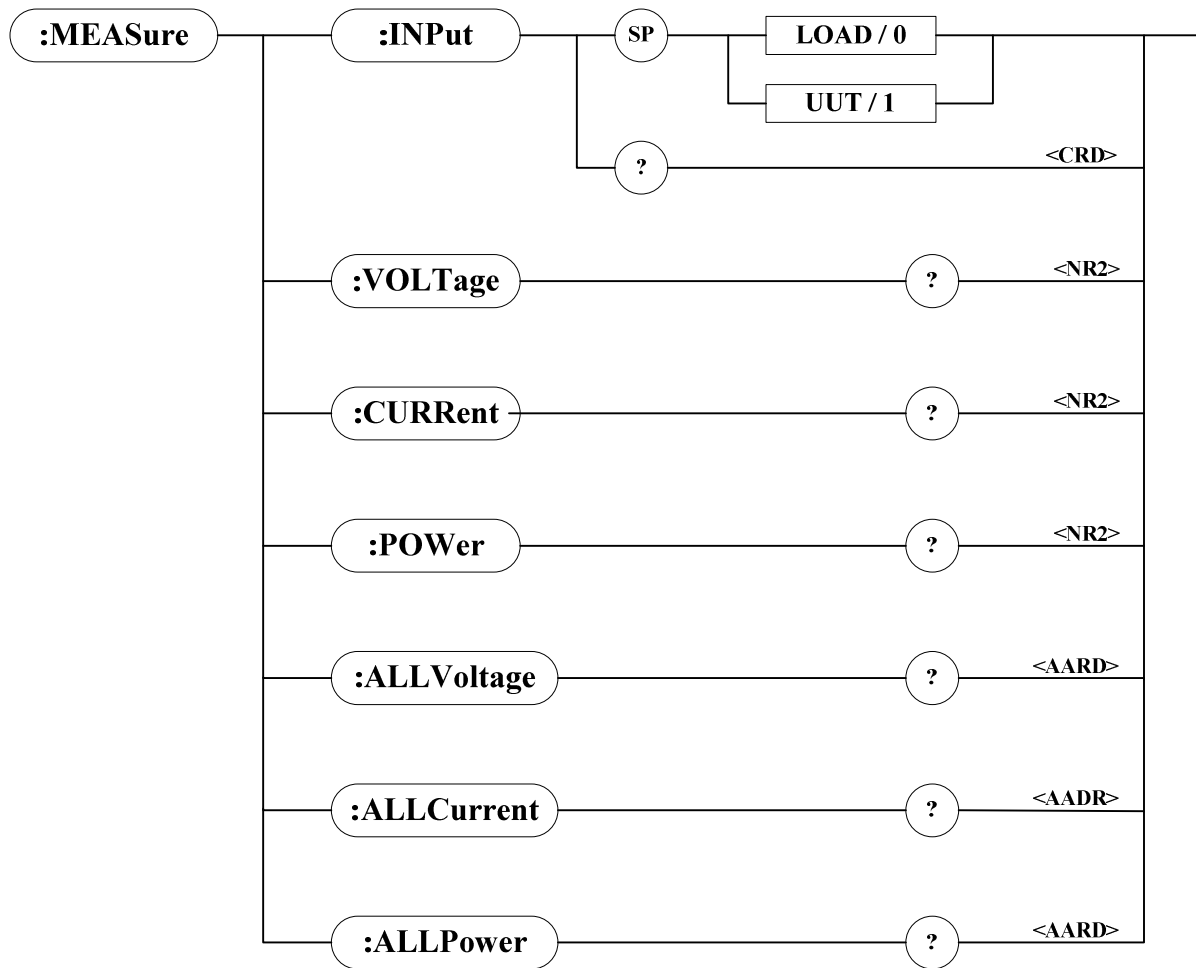 :MEASure :INPut SP LOAD / 0
UUT / 1
? <CRD>
:VOLTage ? <NR2>
:CURRent ? <NR2>
:POWer ? <NR2>
:ALLVoltage ? <AARD>
:ALLCurrent ? <AADR>
:ALLPower ? <AARD>